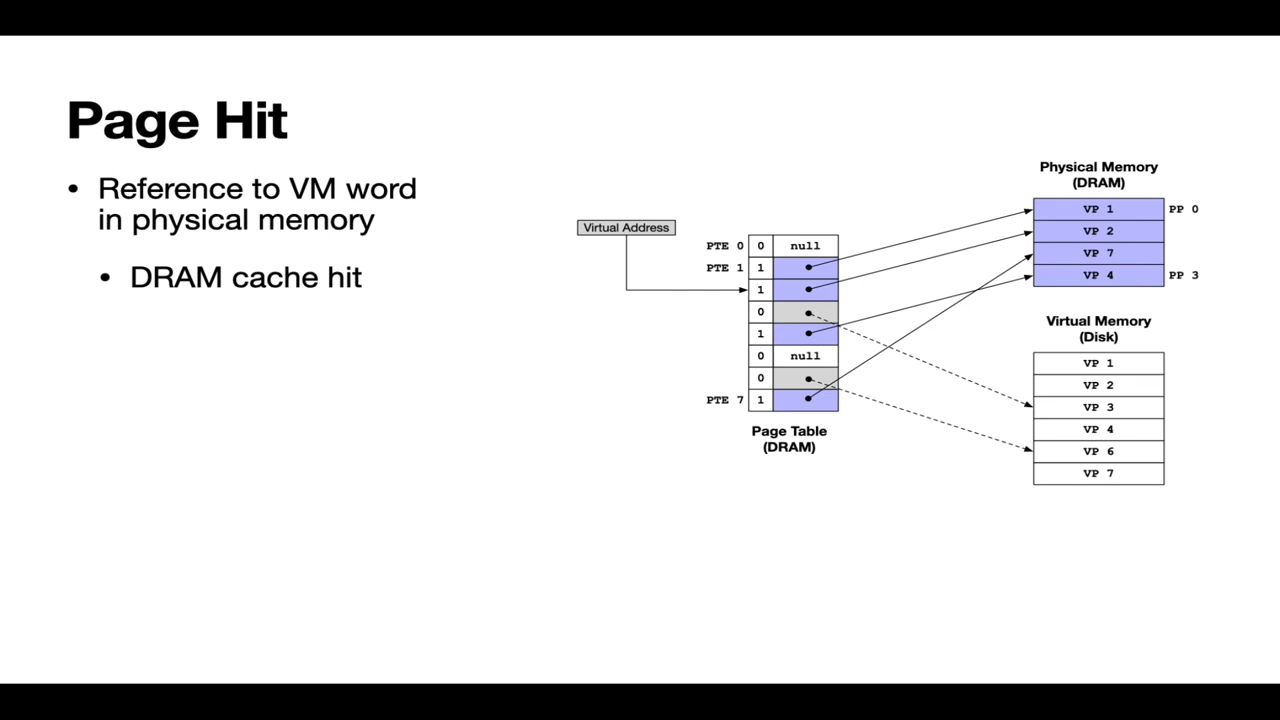 Page Hit
• Reference to VM word
in physical memory
• DRAM cache hit
Virtual Address
PTE 0 0 null
PTE 1 1
1
0
1
0 null
0
PTE 7 1
Page Table
(DRAM)
Physical Memory
(DRAM)
VP 1 PP 0
VP 2
VP 7
VP 4 PP 3
Virtual Memory
(Disk)
VP 1
VP 2
VP 3
VP 4
VP 6
VP 7